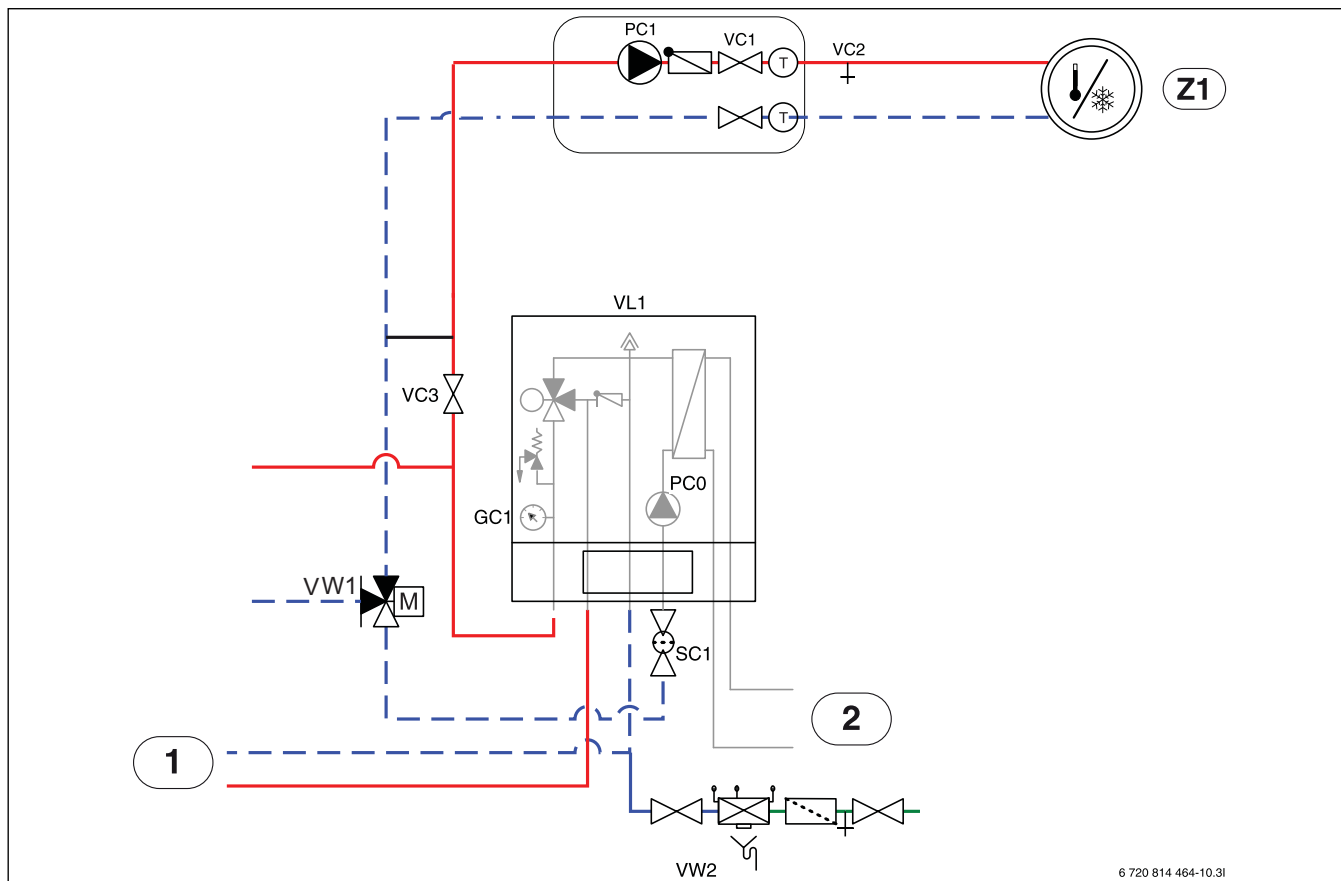 PC1
VC1
VC2
T
Z1
T
VL1
VC3
PC0
GC1
VW1
M
SC1
2
1
VW2
6 720 814 464-10.3I